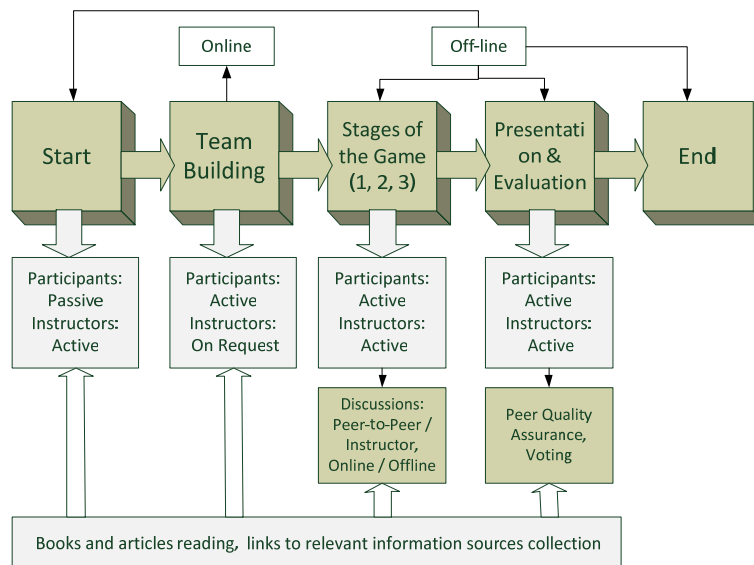 Online
Off-line
Start
Team
Building
Stages of
the Game
(1, 2, 3)
Presentati
on &
Evaluation
End
Participants:
Passive
Instructors:
Active
Participants:
Active
Instructors:
On Request
Participants:
Active
Instructors:
Active
Participants:
Active
Instructors:
Active
Discussions:
Peer-to-Peer /
Instructor,
Online / Offline
Peer Quality
Assurance,
Voting
Books and articles reading, links to relevant information sources collection